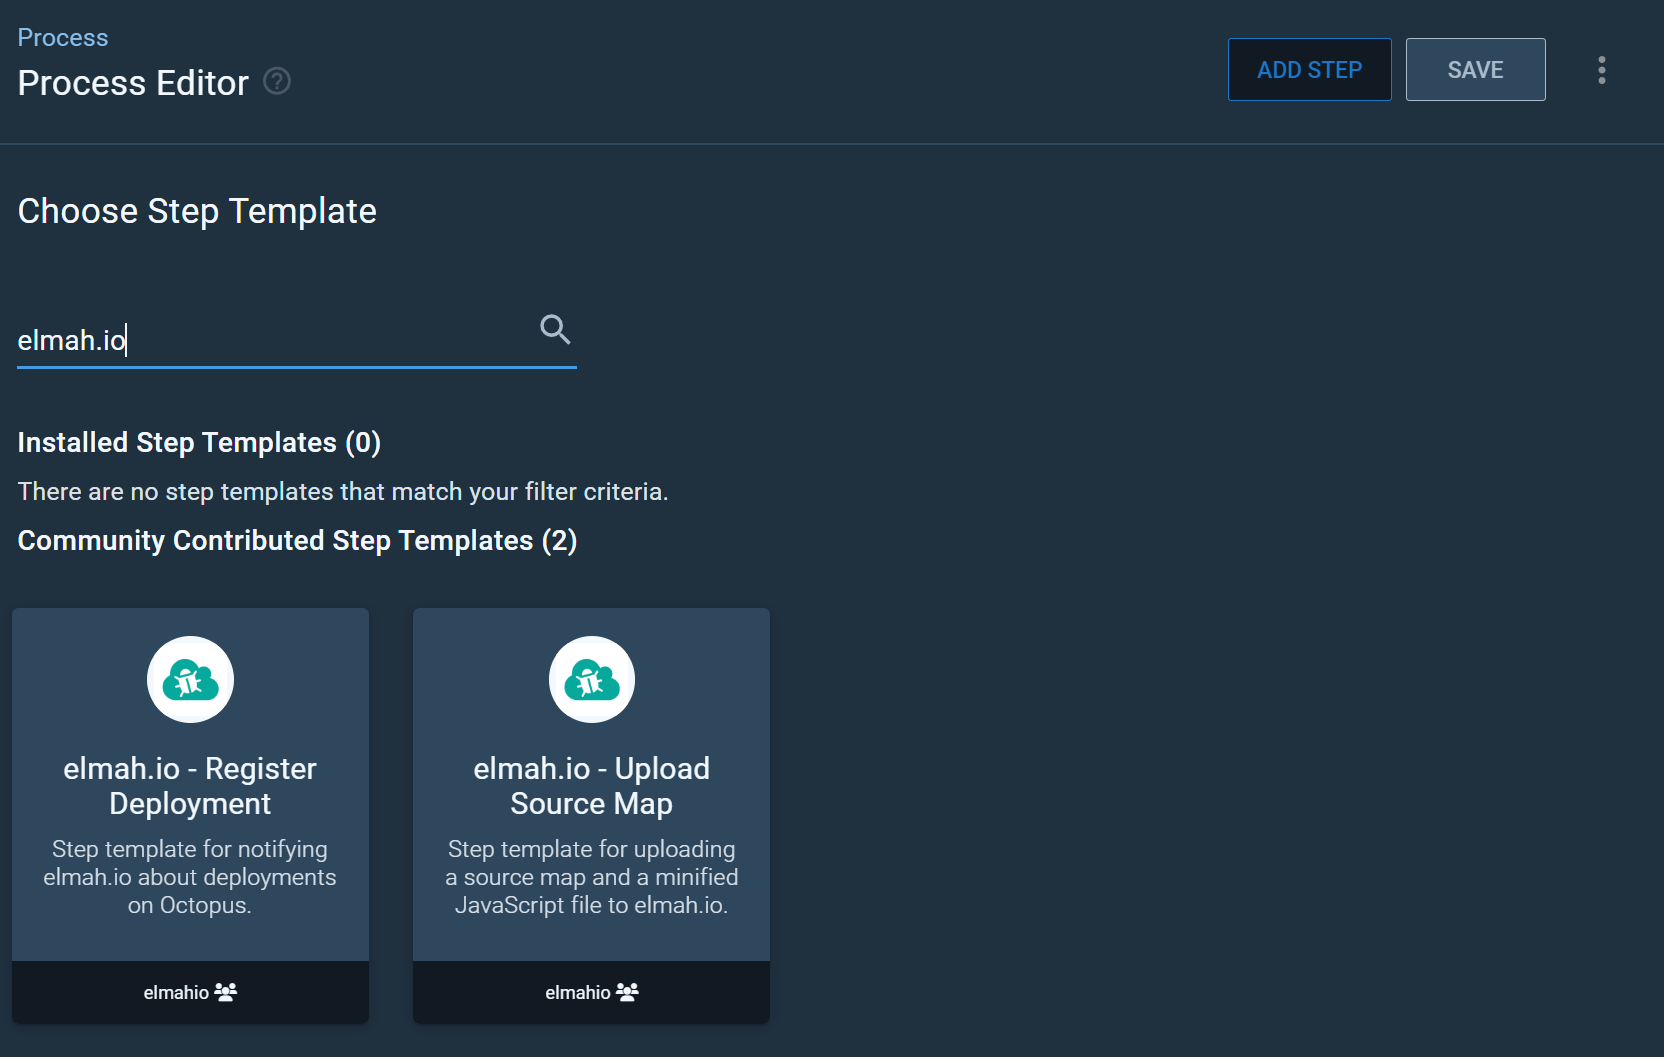 Process
Process Editor
ADD STEP
SAVE
Choose Step Template
elmah.io
Installed Step Templates (0)
There are no step templates that match your filter criteria.
Community Contributed Step Templates (2)
elmah.io - Register
Deployment
Step template for notifying
elmah.io about deployments
on Octopus.
elmahio
elmah.io - Upload
Source Map
Step template for uploading
a source map and a minified
JavaScript file to elmah.io.
elmahio